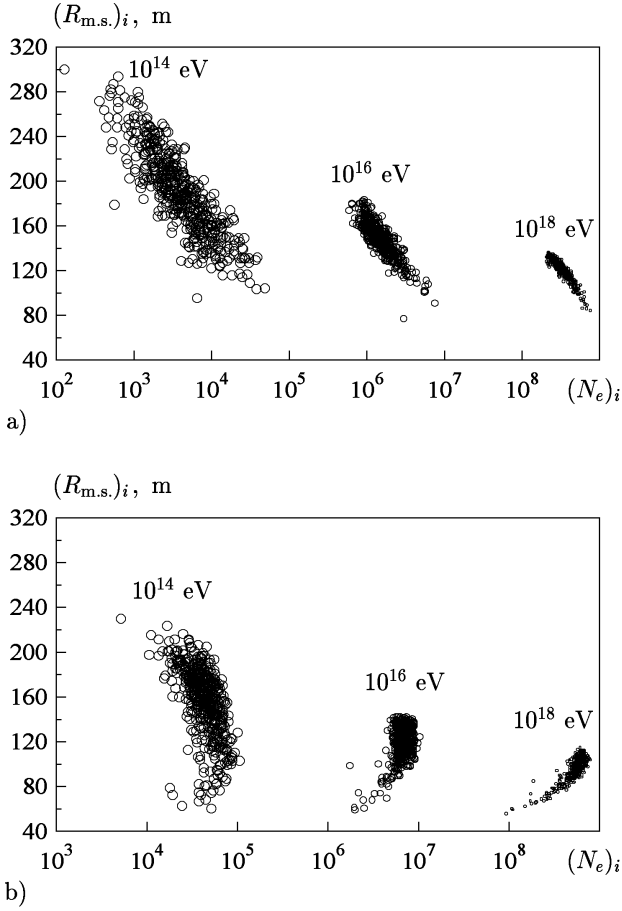 (R_m.s.)_i, m
320
10^14 eV
280
240
10^16 eV
200
160
10^18 eV
120
80
40
10^2 10^3 10^4 10^5 10^6 10^7 10^8 (N_e)_i
a)
(R_m.s.)_i, m
320
280
10^14 eV
240
200
10^16 eV
160
10^18 eV
120
80
40
10^3 10^4 10^5 10^6 10^7 10^8 (N_e)_i
b)